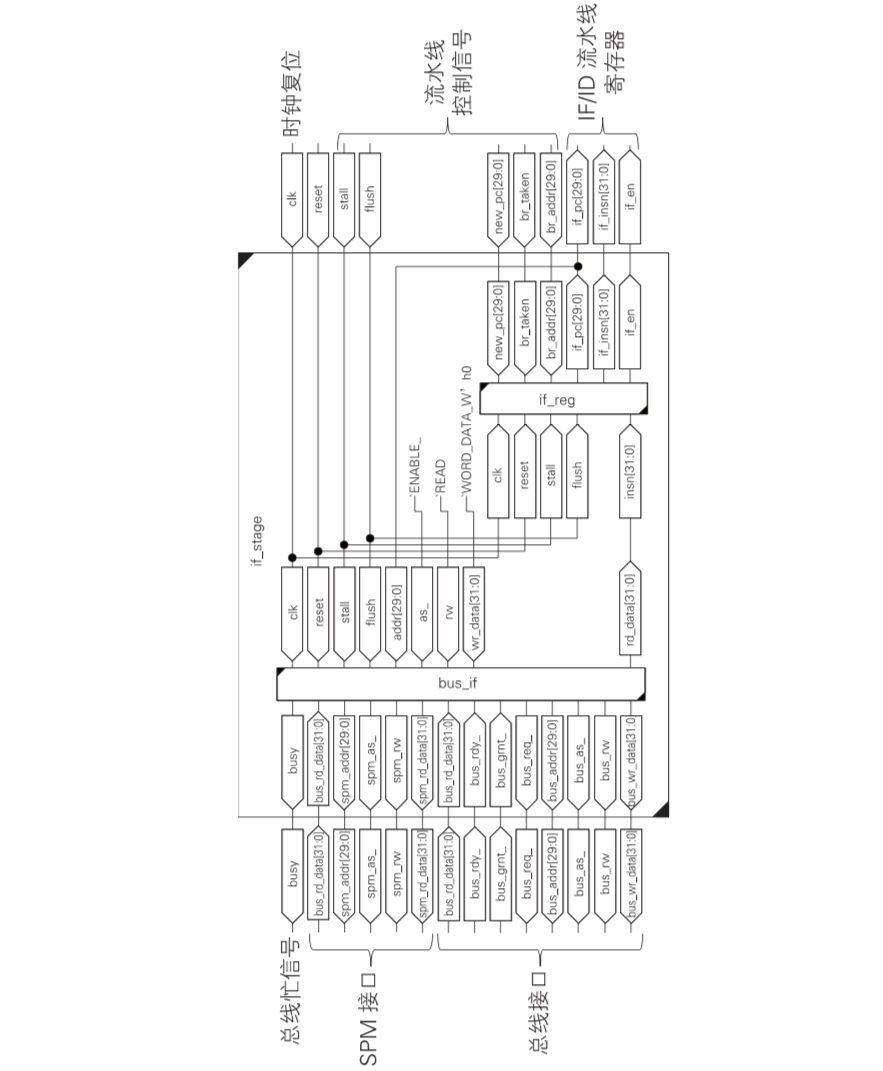 if_stage
总线忙信号
busy
busy
clk
clk
时钟复位
bus_rd_data[31:0]
bus_rd_data[31:0]
reset
reset
SPM 接口
spm_addr[29:0]
spm_addr[29:0]
stall
stall
spm_as_
spm_as_
flush
flush
spm_rw
spm_rw
addr[29:0]
spm_rd_data[31:0]
spm_rd_data[31:0]
as_
`ENABLE_
bus_if
流水线
控制信号
bus_rd_data[31:0]
bus_rd_data[31:0]
rw
`READ
bus_rdy_
bus_rdy_
wr_data[31:0]
`WORD_DATA_W’ h0
总线接口
bus_grnt_
bus_grnt_
clk
if_reg
new_pc[29:0]
new_pc[29:0]
bus_req_
bus_req_
reset
br_taken
br_taken
bus_addr[29:0]
bus_addr[29:0]
stall
br_addr[29:0]
br_addr[29:0]
bus_as_
bus_as_
flush
if_pc[29:0]
if_pc[29:0]
IF/ID 流水线
寄存器
bus_rw
bus_rw
if_insn[31:0]
if_insn[31:0]
bus_wr_data[31:0]
bus_wr_data[31:0
rd_data[31:0]
insn[31:0]
if_en
if_en